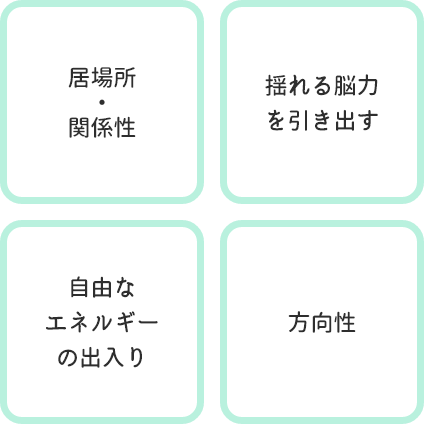 居場所
・
関係性
揺れる脳力
を引き出す
自由な
エネルギー
の出入り
方向性